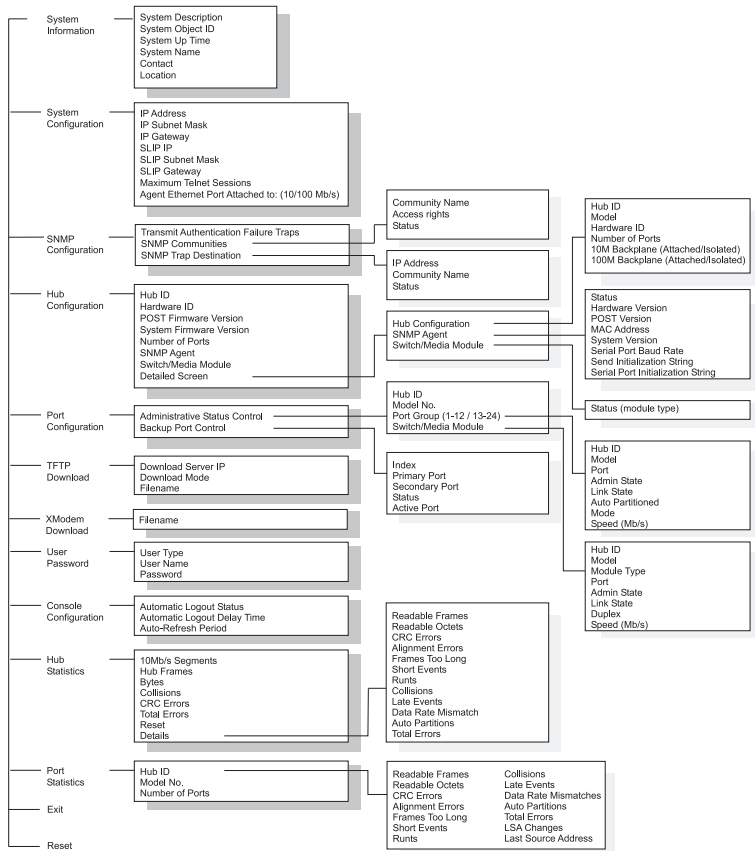 System
Information
System Description
System Object ID
System Up Time
System Name
Contact
Location
System
Configuration
IP Address
IP Subnet Mask
IP Gateway
SLIP IP
SLIP Subnet Mask
SLIP Gateway
Maximum Telnet Sessions
Agent Ethernet Port Attached to: (10/100 Mb/s)
SNMP
Configuration
Transmit Authentication Failure Traps
SNMP Communities
SNMP Trap Destination
Community Name
Access rights
Status
IP Address
Community Name
Status
Hub
Configuration
Hub ID
Hardware ID
POST Firmware Version
System Firmware Version
Number of Ports
SNMP Agent
Switch/Media Module
Detailed Screen
Hub Configuration
SNMP Agent
Switch/Media Module
Hub ID
Model
Hardware ID
Number of Ports
10M Backplane (Attached/Isolated)
100M Backplane (Attached/Isolated)
Status
Hardware Version
POST Version
MAC Address
System Version
Serial Port Baud Rate
Send Initialization String
Serial Port Initialization String
Status (module type)
Port
Configuration
Administrative Status Control
Backup Port Control
Hub ID
Model No.
Port Group (1-12 / 13-24)
Switch/Media Module
Index
Primary Port
Secondary Port
Status
Active Port
Hub ID
Model
Port
Admin State
Link State
Auto Partitioned
Mode
Speed (Mb/s)
Hub ID
Model
Module Type
Port
Admin State
Link State
Duplex
Speed (Mb/s)
TFTP
Download
Download Server IP
Download Mode
Filename
XModem
Download
Filename
User
Password
User Type
User Name
Password
Console
Configuration
Automatic Logout Status
Automatic Logout Delay Time
Auto-Refresh Period
Hub
Statistics
10Mb/s Segments
Hub Frames
Bytes
Collisions
CRC Errors
Total Errors
Reset
Details
Readable Frames
Readable Octets
CRC Errors
Alignment Errors
Frames Too Long
Short Events
Runts
Collisions
Late Events
Data Rate Mismatch
Auto Partitions
Total Errors
Port
Statistics
Hub ID
Model No.
Number of Ports
Readable Frames
Readable Octets
CRC Errors
Alignment Errors
Frames Too Long
Short Events
Runts
Collisions
Late Events
Data Rate Mismatches
Auto Partitions
Total Errors
LSA Changes
Last Source Address
Exit
Reset